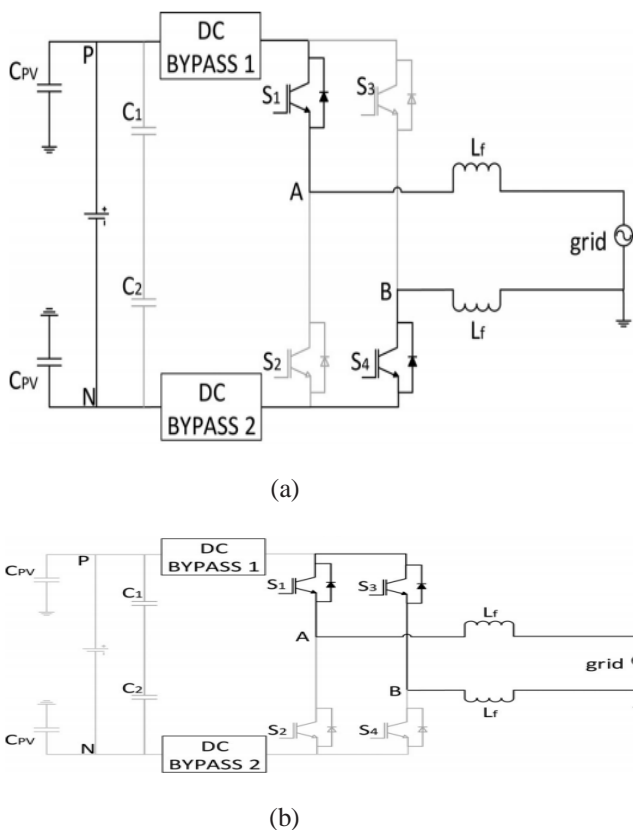 P
DC
BYPASS 1
CPV
C1
S1
S3
A
Lf
grid
B
Lf
C2
S2
S4
CPV
N
DC
BYPASS 2
(a)
P
DC
BYPASS 1
CPV
C1
S1
S3
A
Lf
grid
B
Lf
C2
S2
S4
CPV
N
DC
BYPASS 2
(b)